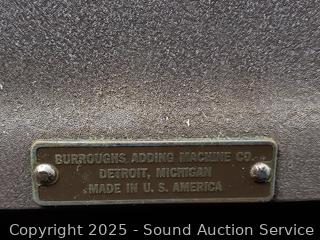 BURROUGHS ADDING MACHINE CO.
DETROIT, MICHIGAN
MADE IN U. S. AMERICA
Copyright 2025 - Sound Auction Service